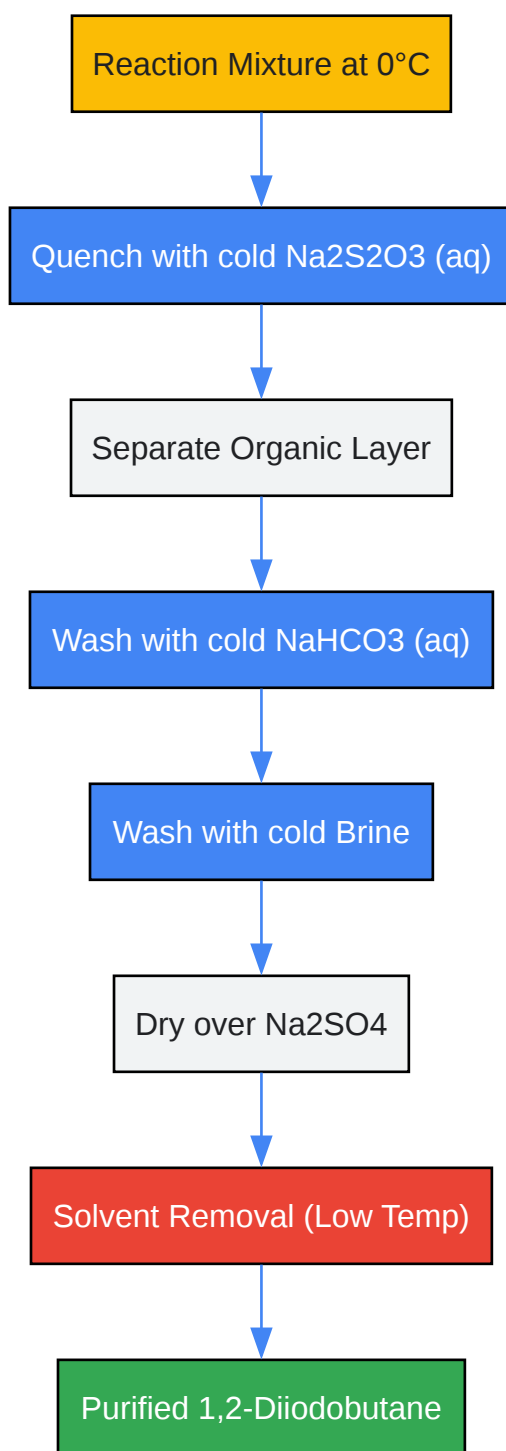 Reaction Mixture at 0°C
Quench with cold Na2S2O3 (aq)
Separate Organic Layer
Wash with cold NaHCO3 (aq)
Wash with cold Brine
Dry over Na2SO4
Solvent Removal (Low Temp)
Purified 1,2-Diiodobutane